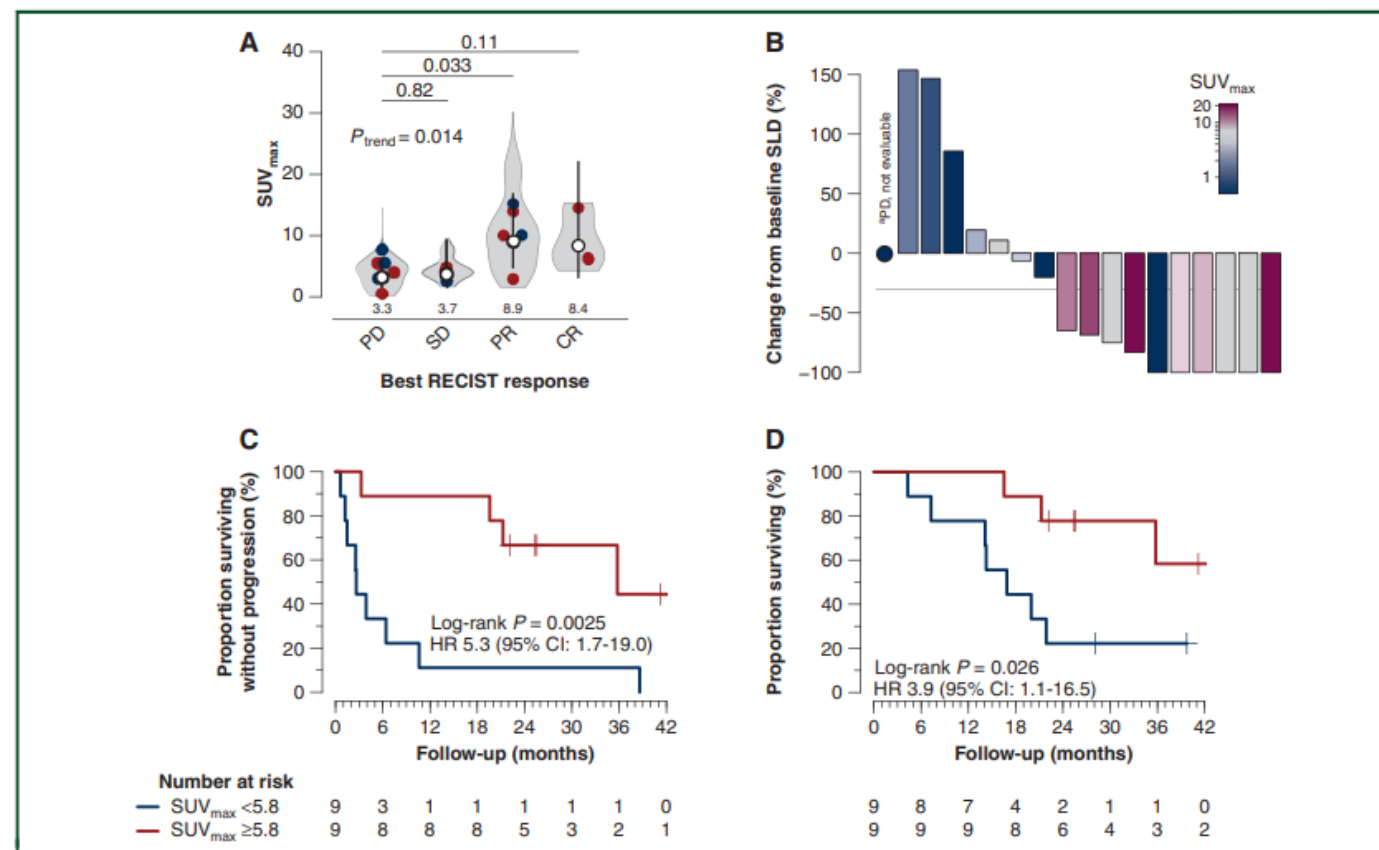 A
40
30
20
10
0
SUVmax
0.11
0.033
0.82
Ptrend = 0.014
3.3 3.7 8.9 8.4
PD SD PR CR
Best RECIST response
B
Change from baseline SLD (%)
150
100
50
0
−50
−100
aPD, not evaluable
SUVmax
20
10
1
C
Proportion surviving
without progression (%)
100
80
60
40
20
0
Log-rank P = 0.0025
HR 5.3 (95% CI: 1.7-19.0)
0 6 12 18 24 30 36 42
Follow-up (months)
D
Proportion surviving (%)
100
80
60
40
20
0
Log-rank P = 0.026
HR 3.9 (95% CI: 1.1-16.5)
0 6 12 18 24 30 36 42
Follow-up (months)
Number at risk
SUVmax <5.8 9 3 1 1 1 1 1 0 9 8 7 4 2 1 1 0
SUVmax ≥5.8 9 8 8 8 5 3 2 1 9 9 9 8 6 4 3 2